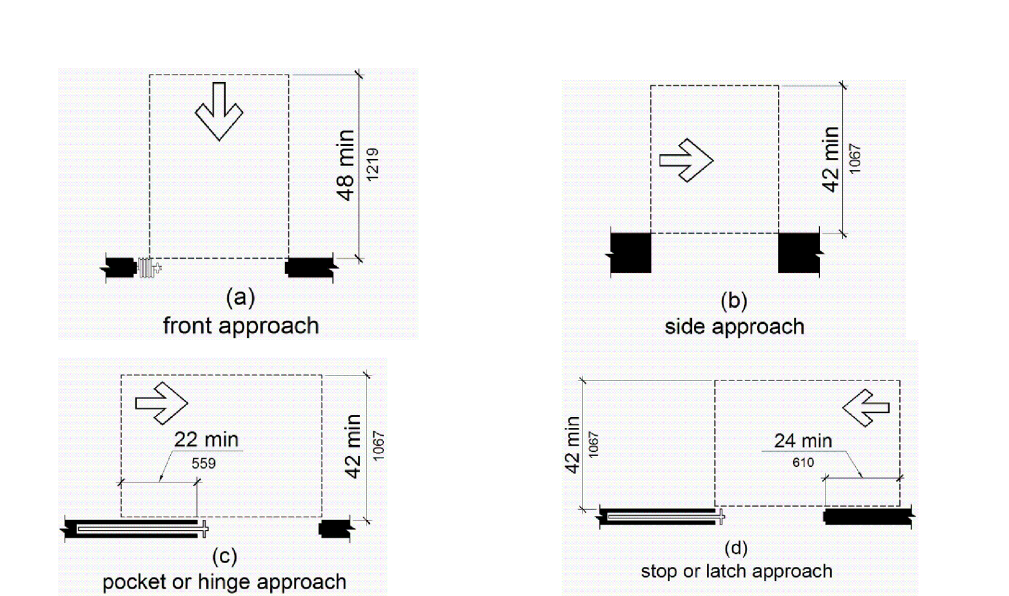 48 min
1219
(a)
front approach
42 min
1067
(b)
side approach
22 min
559
42 min
1067
(c)
pocket or hinge approach
42 min
1067
24 min
610
(d)
stop or latch approach